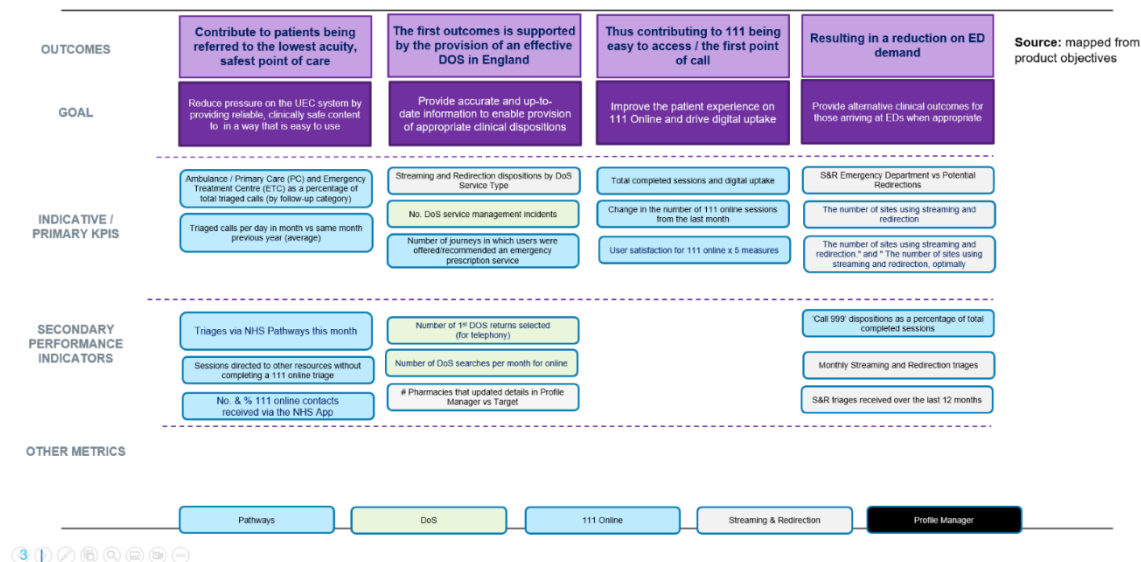 OUTCOMES
Contribute to patients being
referred to the lowest acuity,
safest point of care
The first outcomes is supported
by the provision of an effective
DOS in England
Thus contributing to 111 being
easy to access / the first point
of call
Resulting in a reduction on ED
demand
Source: mapped from
product objectives
GOAL
Reduce pressure on the UEC system by
providing reliable, clinically safe content
to in a way that is easy to use
Provide accurate and up-to-
date information to enable provision
of appropriate clinical dispositions
Improve the patient experience on
111 Online and drive digital uptake
Provide alternative clinical outcomes for
those arriving at EDs when appropriate
INDICATIVE /
PRIMARY KPIS
Ambulance / Primary Care (PC) and Emergency
Treatment Centre (ETC) as a percentage of
total triaged calls (by follow-up category)
Triaged calls per day in month vs same month
previous year (average)
Streaming and Redirection dispositions by DoS
Service Type
No. DoS service management incidents
Number of journeys in which users were
offered/recommended an emergency
prescription service
Total completed sessions and digital uptake
Change in the number of 111 online sessions
from the last month
User satisfaction for 111 online x 5 measures
S&R Emergency Department vs Potential
Redirections
The number of sites using streaming and
redirection
The number of sites using streaming and
redirection." and " The number of sites using
streaming and redirection, optimally
SECONDARY
PERFORMANCE
INDICATORS
Triages via NHS Pathways this month
Sessions directed to other resources without
completing a 111 online triage
No. & % 111 online contacts
received via the NHS App
Number of 1st DOS returns selected
(for telephony)
Number of DoS searches per month for online
# Pharmacies that updated details in Profile
Manager vs Target
'Call 999' dispositions as a percentage of total
completed sessions
Monthly Streaming and Redirection triages
S&R triages received over the last 12 months
OTHER METRICS
Pathways
DoS
111 Online
Streaming & Redirection
Profile Manager
3